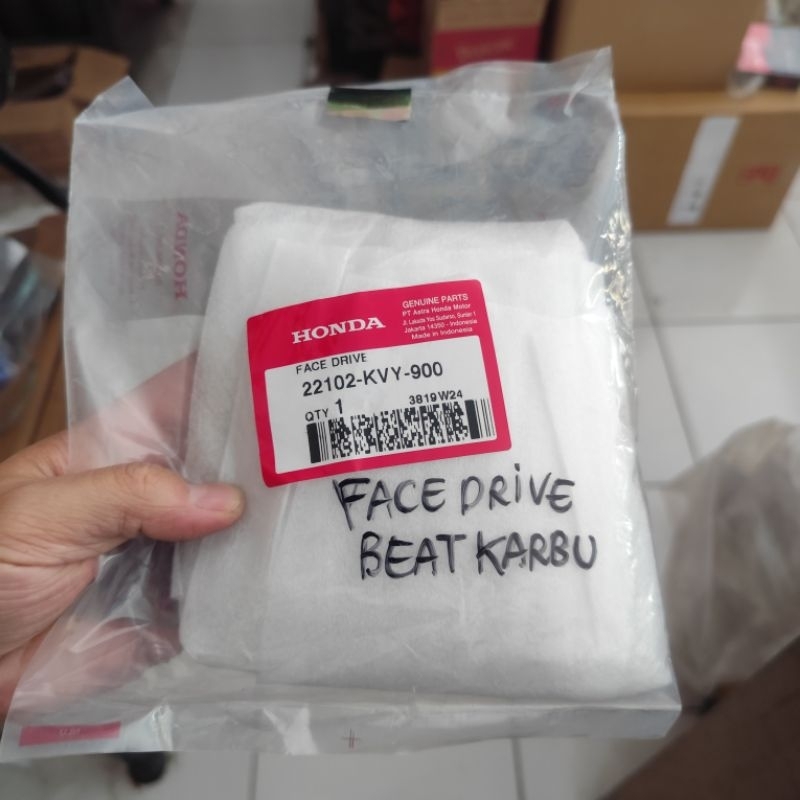 HONDA
HONDA
GENUINE PARTS
PT Astra Honda Motor
Jl. Laksda Yos Sudarso, Sunter 1
Jakarta 14350 - Indonesia
Made in Indonesia
FACE DRIVE
22102-KVY-900
QTY 1
3819W24
FACE DRIVE
BEAT KARBU